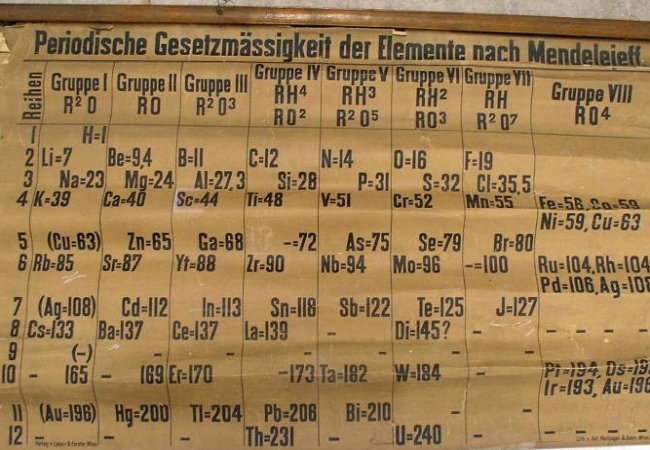 Periodische Gesetzmässigkeit der Elemente nach Mendelejeff.
Reihen Gruppe I R²O Gruppe II RO Gruppe III R²O³ Gruppe IV RH⁴ RO² Gruppe V RH³ R²O⁵ Gruppe VI RH² RO³ Gruppe VII RH R²O⁷ Gruppe VIII RO⁴
1 H=1
2 Li=7 Be=9,4 B=11 C=12 N=14 O=16 F=19
3 Na=23 Mg=24 Al=27,3 Si=28 P=31 S=32 Cl=35,5
4 K=39 Ca=40 Sc=44 Ti=48 V=51 Cr=52 Mn=55 Fe=56, Co=59
Ni=59, Cu=63
5 (Cu=63) Zn=65 Ga=68 -=72 As=75 Se=79 Br=80
6 Rb=85 Sr=87 Yt=88 Zr=90 Nb=94 Mo=96 -=100 Ru=104, Rh=104
Pd=106, Ag=108
7 (Ag=108) Cd=112 In=113 Sn=118 Sb=122 Te=125 J=127
8 Cs=133 Ba=137 Ce=137 La=139 - Di=145? - - - - -
9 (-) - - - - - -
10 - 165 - 169 Er=170 -173 Ta=182 W=184 - Pt=194, Os=19
Ir=193, Au=196
11 (Au=196) Hg=200 Tl=204 Pb=206 Bi=210 - -
12 - - - Th=231 - U=240 - - - - -